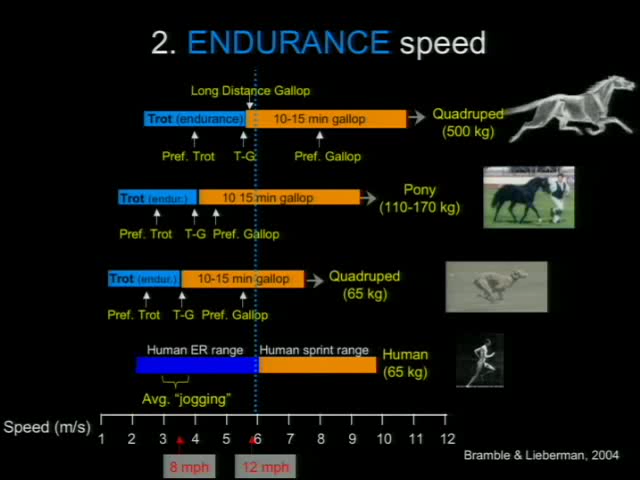 2. ENDURANCE speed
Long Distance Gallop
Trot (endurance)
10-15 min gallop
Quadruped
(500 kg)
Pref. Trot
T-G
Pref. Gallop
Trot (endur.)
10 15 min gallop
Pony
(110-170 kg)
Pref. Trot
T-G
Pref. Gallop
Trot (endur.)
10-15 min gallop
Quadruped
(65 kg)
Pref. Trot
T-G
Pref. Gallop
Human ER range
Human sprint range
Human
(65 kg)
Avg. “jogging”
Speed (m/s)
1 2 3 4 5 6 7 8 9 10 11 12
8 mph
12 mph
Bramble & Lieberman, 2004